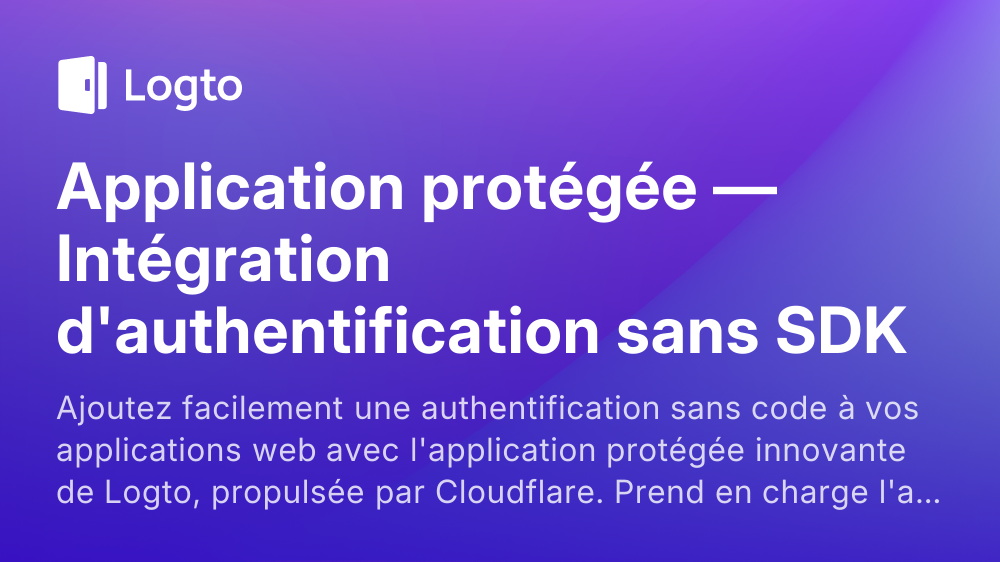 Logto
Application protégée —
Intégration
d'authentification sans SDK
Ajoutez facilement une authentification sans code à vos
applications web avec l'application protégée innovante
de Logto, propulsée par Cloudflare. Prend en charge l'a...